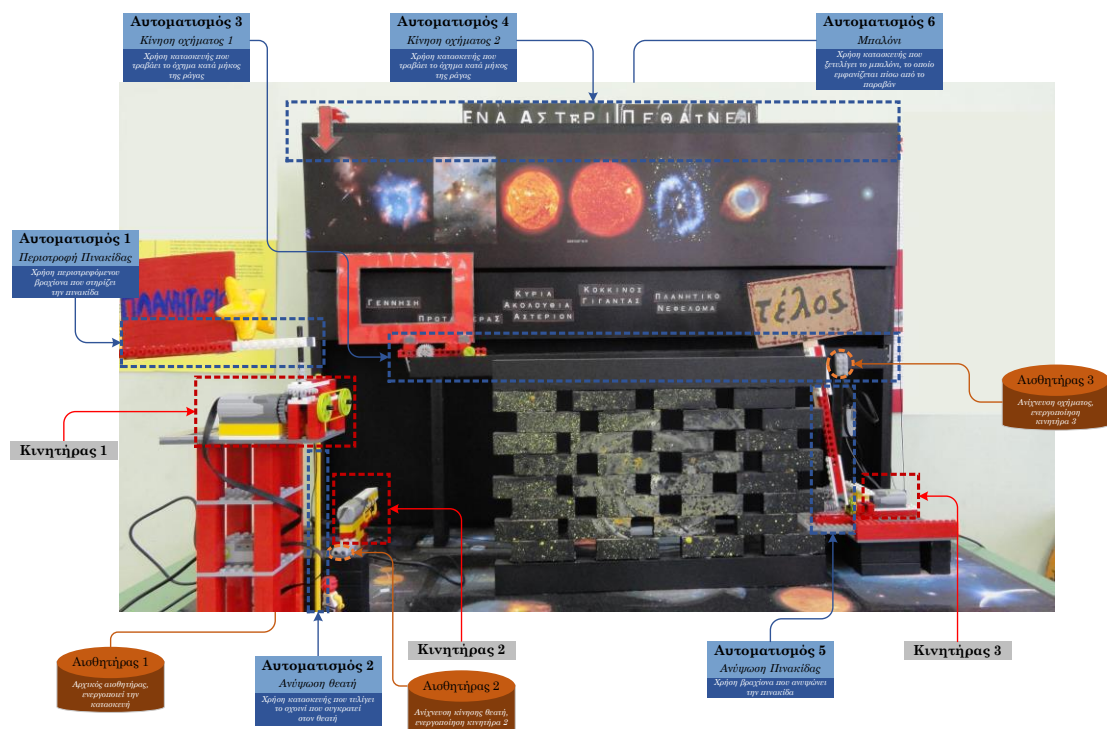 Αυτοματισμός 3
Κίνηση οχήματος 1
Χρήση κατασκευής που
τραβάει το όχημα κατά μήκος
της ράγας
Αυτοματισμός 4
Κίνηση οχήματος 2
Χρήση κατασκευής που
τραβάει το όχημα κατά μήκος
της ράγας
Αυτοματισμός 6
Μπαλόνι
Χρήση κατασκευής που
ξετυλίγει το μπαλόνι, το οποίο
εμφανίζεται πίσω από το
παραβάν
ΕΝΑ ΑΣΤΕΡΙ ΠΕΘΑΙΝΕΙ
Αυτοματισμός 1
Περιστροφή Πινακίδας
Χρήση περιστρεφόμενου
βραχίονα που στηρίζει
την πινακίδα
ΠΛΑΝΗΤΑΡΙΟ
ΓΕΝΝΗΣΗ
ΚΥΡΙΑ
ΑΚΟΛΟΥΘΙΑ
ΑΣΤΕΡΙΩΝ
ΚΟΚΚΙΝΟΣ
ΓΙΓΑΝΤΑΣ
ΠΛΑΝΗΤΙΚΟ
ΝΕΦΕΛΩΜΑ
τέλος
Αισθητήρας 3
Ανίχνευση οχήματος,
ενεργοποίηση
κινητήρα 3
Κινητήρας 1
Αισθητήρας 1
Αρχικός αισθητήρας,
ενεργοποιεί την
κατασκευή
Αυτοματισμός 2
Ανύψωση θεατή
Χρήση κατασκευής που τυλίγει
το σχοινί που συγκρατεί
στον θεατή
Κινητήρας 2
Αισθητήρας 2
Ανίχνευση κίνησης θεατή,
ενεργοποίηση κινητήρα 2
Αυτοματισμός 5
Ανύψωση Πινακίδας
Χρήση βραχίονα που ανυψώνει
την πινακίδα
Κινητήρας 3